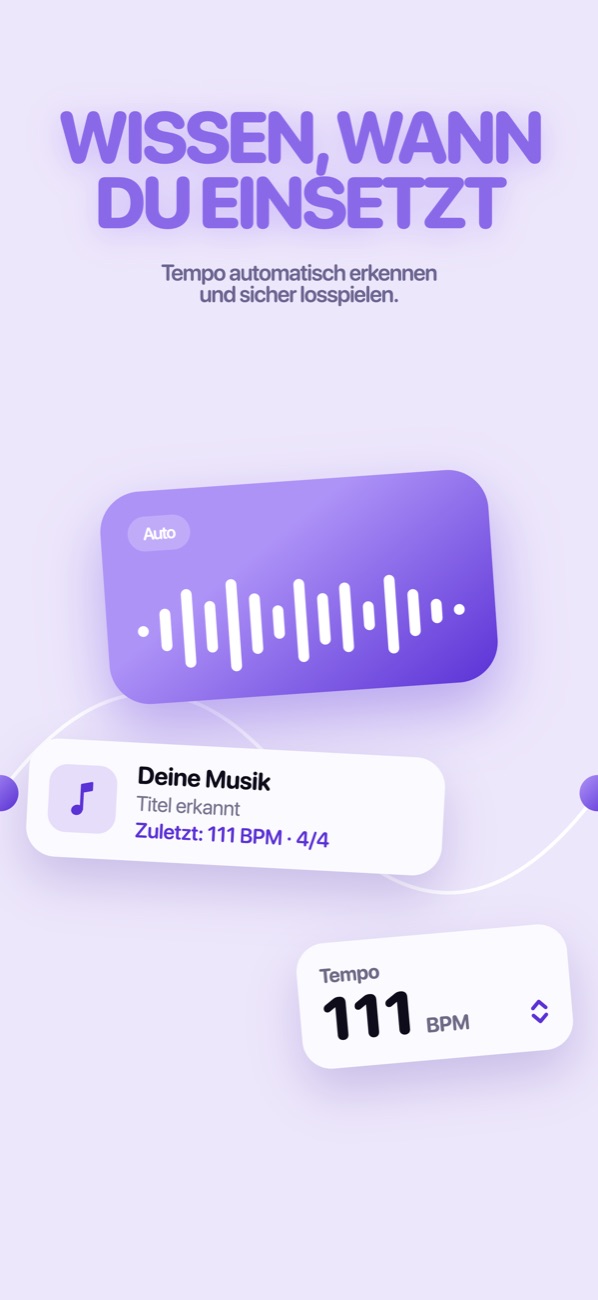 WISSEN, WANN
DU EINSETZT
Tempo automatisch erkennen
und sicher losspielen.
Auto
Deine Musik
Titel erkannt
Zuletzt: 111 BPM · 4/4
Tempo
111 BPM